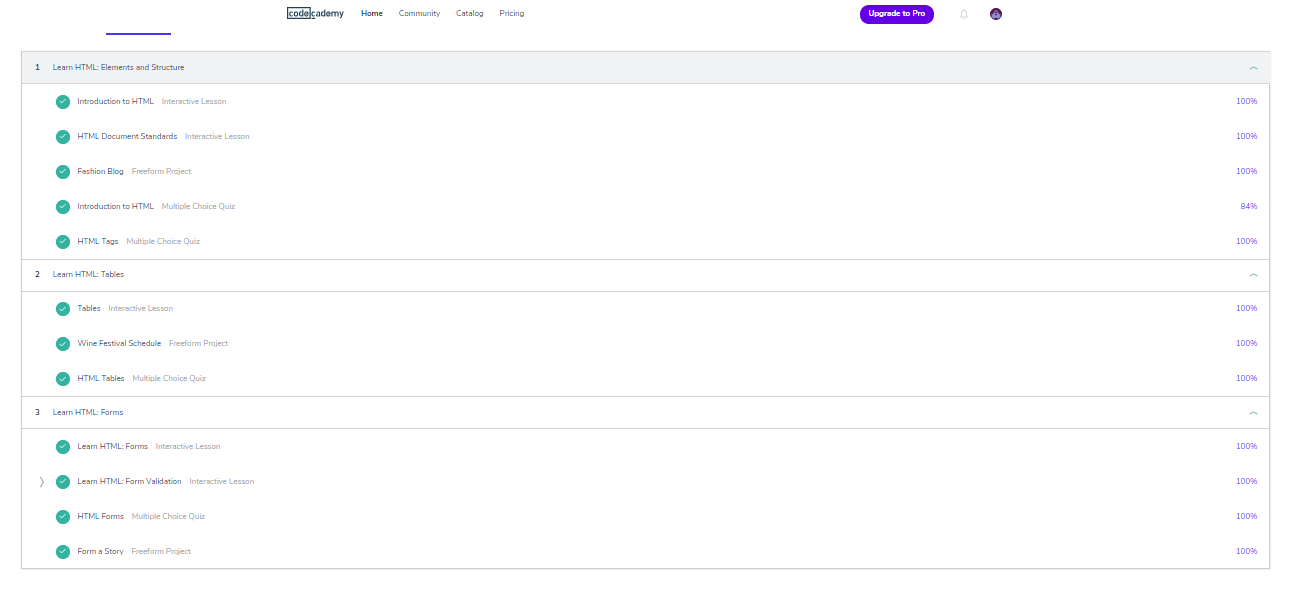 codecademy Home Community Catalog Pricing Upgrade to Pro
1 Learn HTML: Elements and Structure
Introduction to HTML Interactive Lesson 100%
HTML Document Standards Interactive Lesson 100%
Fashion Blog Freeform Project 100%
Introduction to HTML Multiple Choice Quiz 84%
HTML Tags Multiple Choice Quiz 100%
2 Learn HTML: Tables
Tables Interactive Lesson 100%
Wine Festival Schedule Freeform Project 100%
HTML Tables Multiple Choice Quiz 100%
3 Learn HTML: Forms
Learn HTML: Forms Interactive Lesson 100%
Learn HTML: Form Validation Interactive Lesson 100%
HTML Forms Multiple Choice Quiz 100%
Form a Story Freeform Project 100%